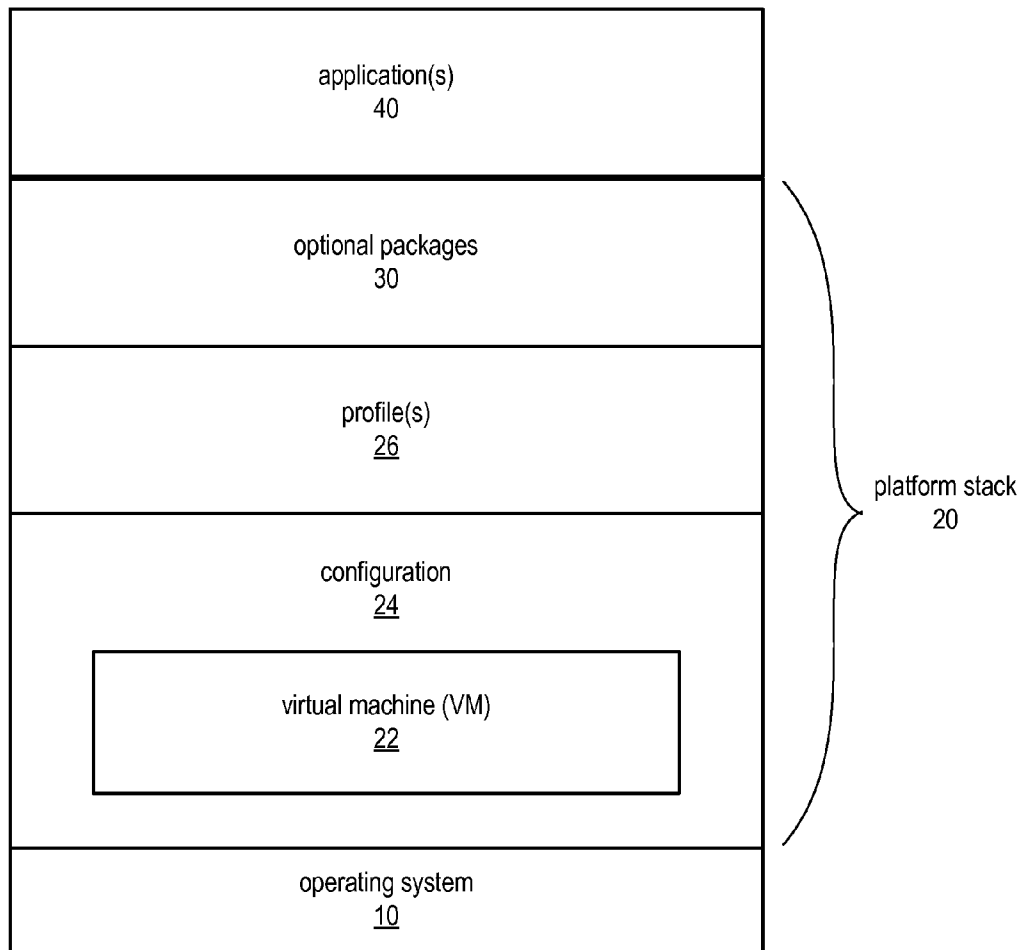 application(s)
40
optional packages
30
profile(s)
26
platform stack
20
configuration
24
virtual machine (VM)
22
operating system
10